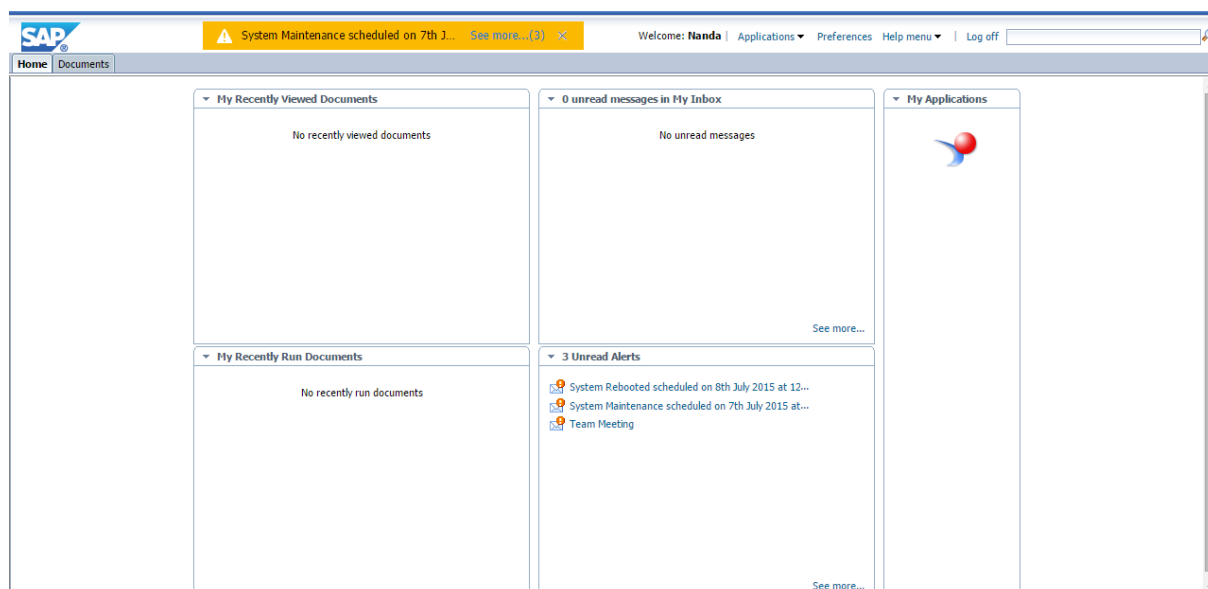 SAP®
System Maintenance scheduled on 7th J... See more...(3)
Welcome: Nanda | Applications Preferences Help menu | Log off
Home Documents
My Recently Viewed Documents
No recently viewed documents
0 unread messages in My Inbox
No unread messages
See more...
My Applications
My Recently Run Documents
No recently run documents
3 Unread Alerts
System Rebooted scheduled on 8th July 2015 at 12...
System Maintenance scheduled on 7th July 2015 at...
Team Meeting
See more...